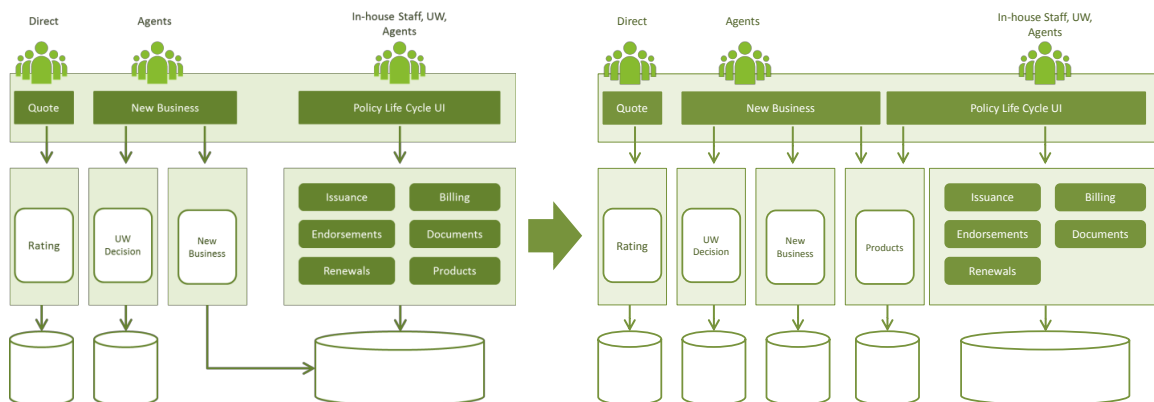 Direct
Agents
In-house Staff, UW,
Agents
Quote
New Business
Policy Life Cycle UI
Rating
UW
Decision
New
Business
Issuance
Billing
Endorsements
Documents
Renewals
Products
Direct
Agents
In-house Staff, UW,
Agents
Quote
New Business
Policy Life Cycle UI
Rating
UW
Decision
New
Business
Products
Issuance
Billing
Endorsements
Documents
Renewals